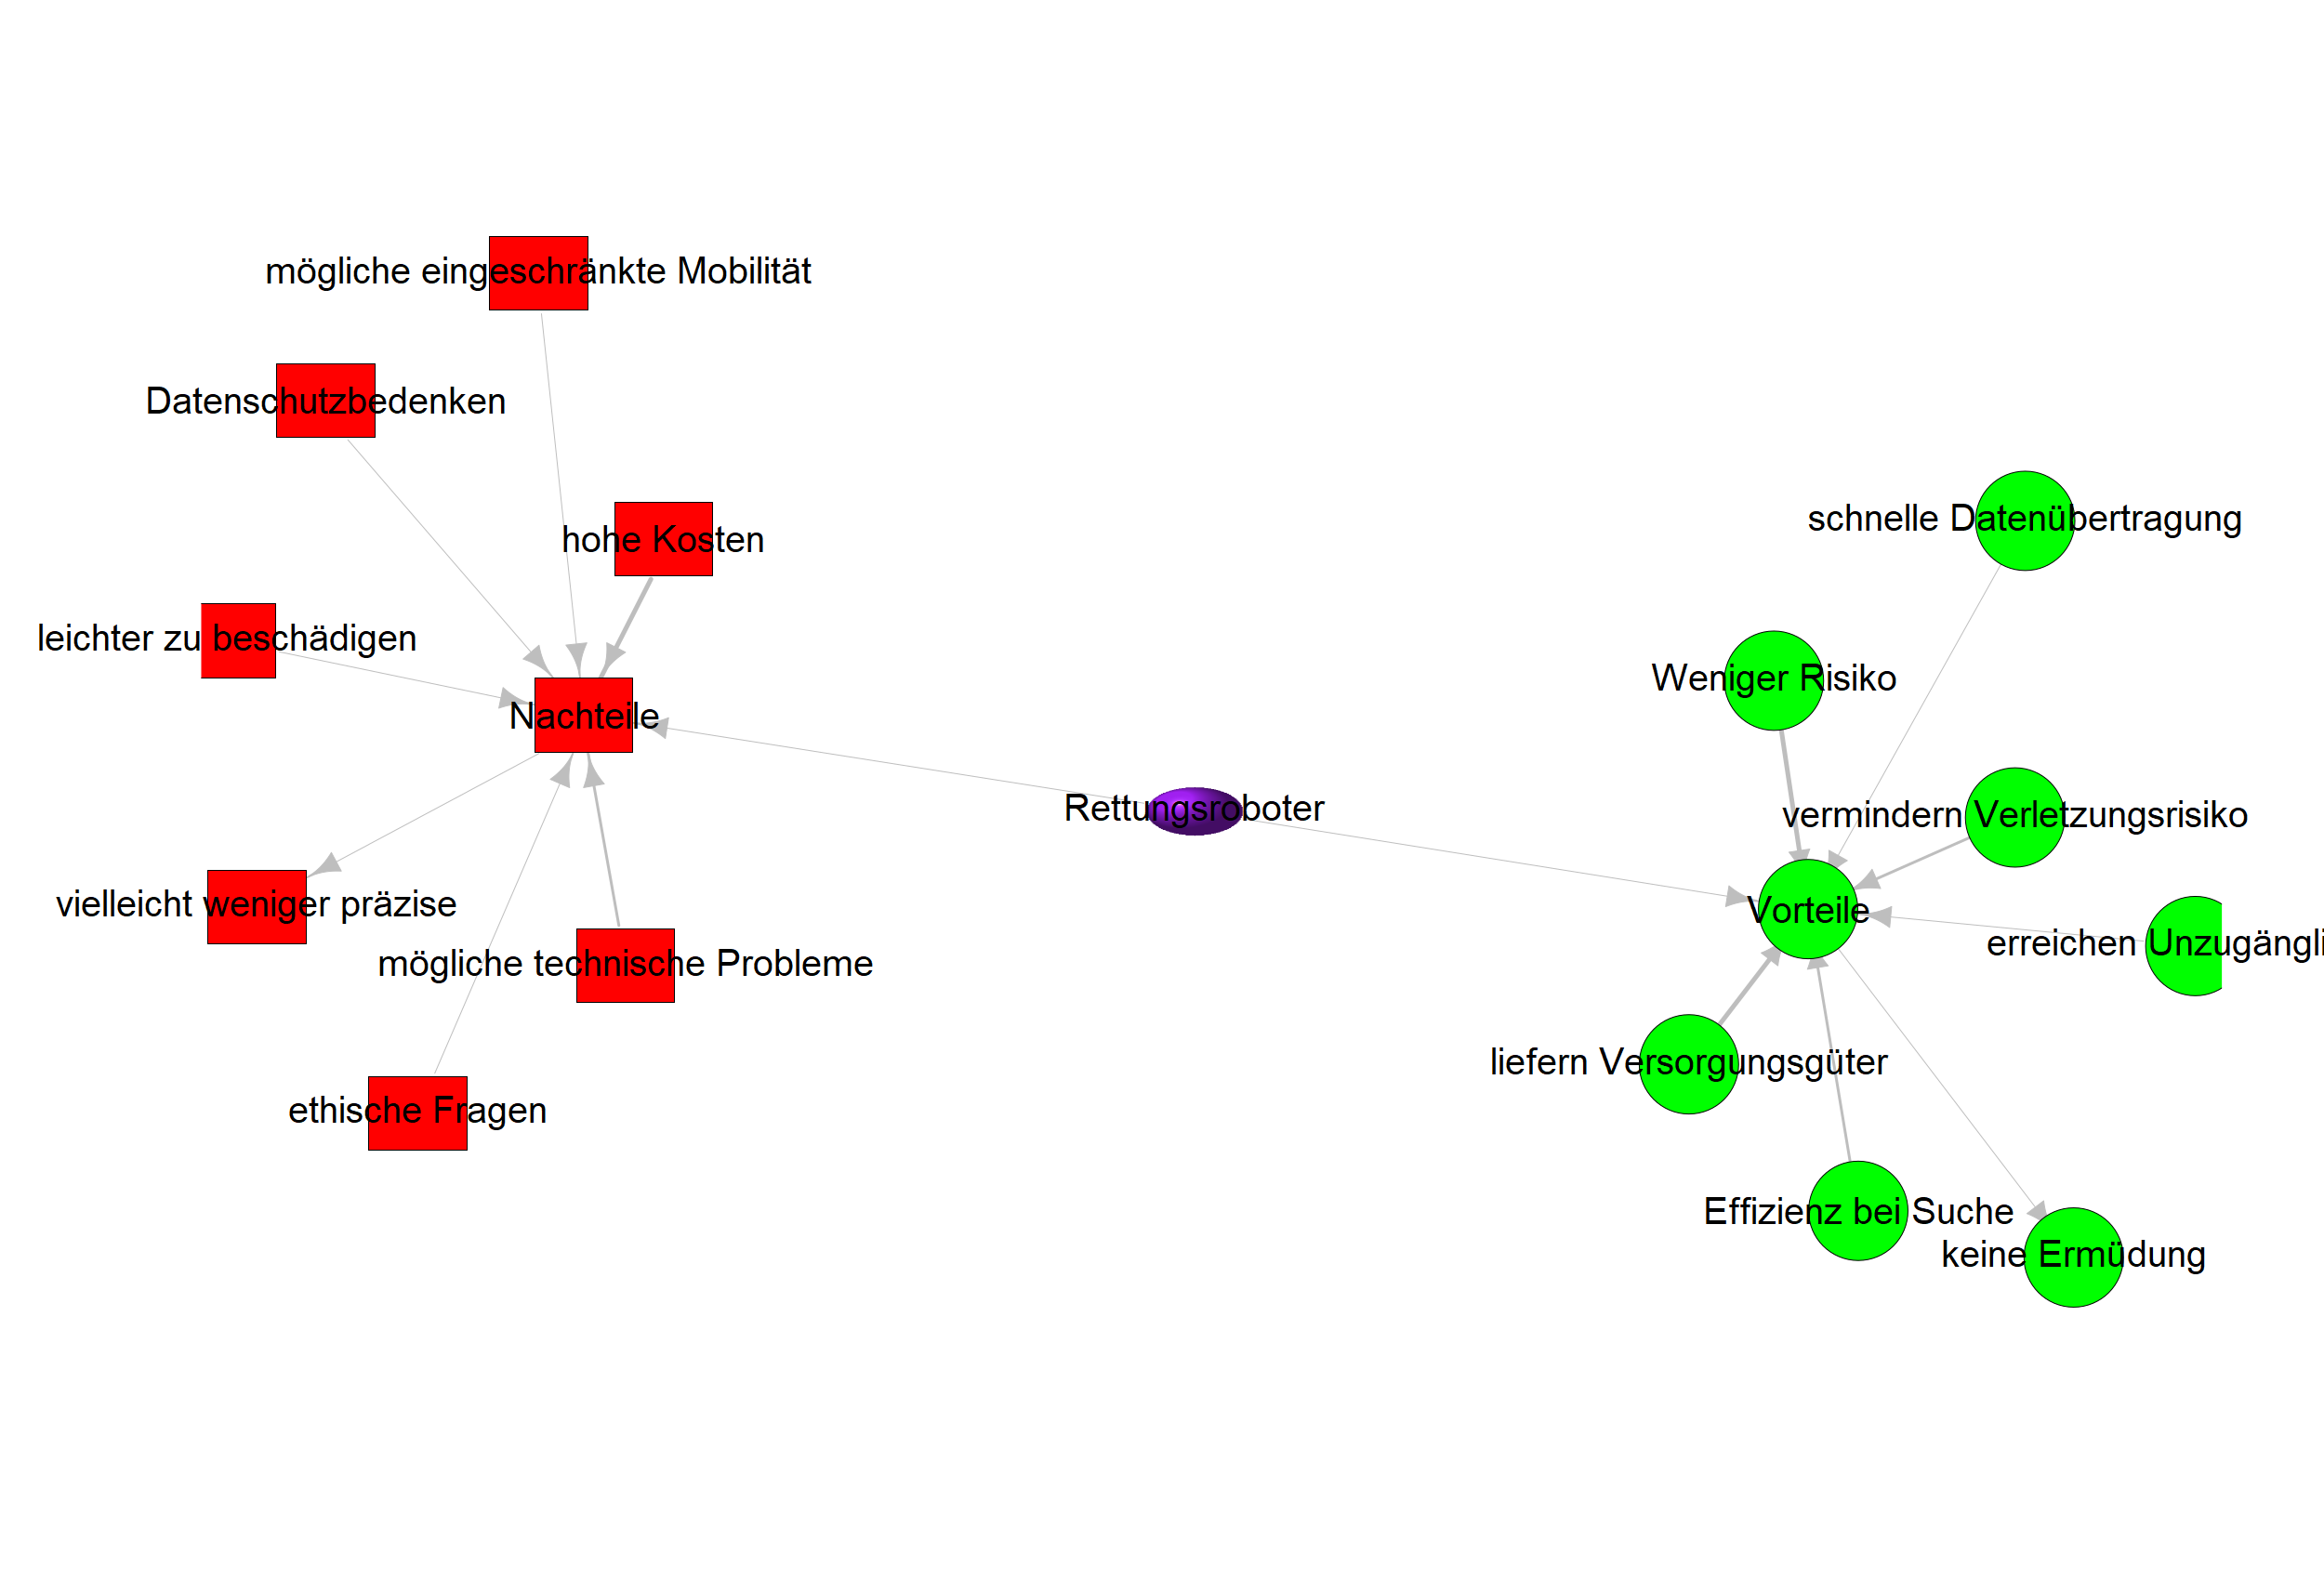 mögliche eingeschränkte Mobilität
Datenschutzbedenken
hohe Kosten
leichter zu beschädigen
Nachteile
vielleicht weniger präzise
mögliche technische Probleme
ethische Fragen
Rettungsroboter
schnelle Datenübertragung
Weniger Risiko
vermindern Verletzungsrisiko
Vorteile
erreichen Unzugängli
liefern Versorgungsgüter
Effizienz bei Suche
keine Ermüdung